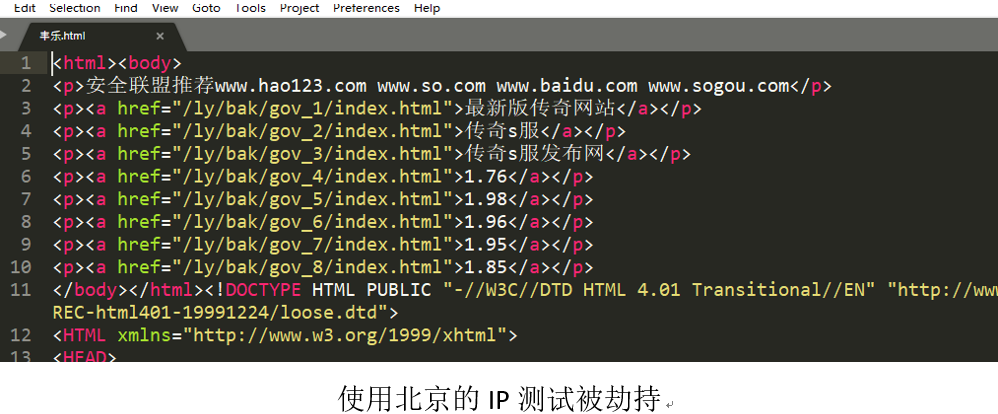 Edit Selection Find View Goto Tools Project Preferences Help
丰乐.html ×
1 <html><body>
2 <p>安全联盟推荐www.hao123.com www.so.com www.baidu.com www.sogou.com</p>
3 <p><a href="/ly/bak/gov_1/index.html">最新版传奇网站</a></p>
4 <p><a href="/ly/bak/gov_2/index.html">传奇s服</a></p>
5 <p><a href="/ly/bak/gov_3/index.html">传奇s服发布网</a></p>
6 <p><a href="/ly/bak/gov_4/index.html">1.76</a></p>
7 <p><a href="/ly/bak/gov_5/index.html">1.98</a></p>
8 <p><a href="/ly/bak/gov_6/index.html">1.96</a></p>
9 <p><a href="/ly/bak/gov_7/index.html">1.95</a></p>
10 <p><a href="/ly/bak/gov_8/index.html">1.85</a></p>
11 </body></html><!DOCTYPE HTML PUBLIC "-//W3C//DTD HTML 4.01 Transitional//EN" "http://www
REC-html401-19991224/loose.dtd">
12 <HTML xmlns="http://www.w3.org/1999/xhtml">
13 <HEAD>
使用北京的 IP 测试被劫持